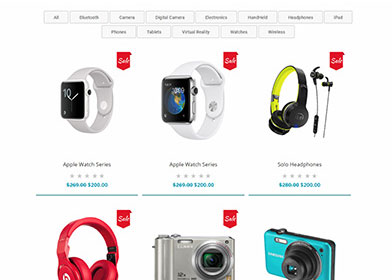 All Bluetooth Camera Digital Camera Electronics HandHeld Headphones iPad
iPhones Tablets Virtual Reality Watches Wireless
Sale Sale Sale
Apple Watch Series Apple Watch Series Solo Headphones
$269.00 $200.00 $269.00 $200.00 $280.00 $200.00
Sale Sale
SAMSUNG